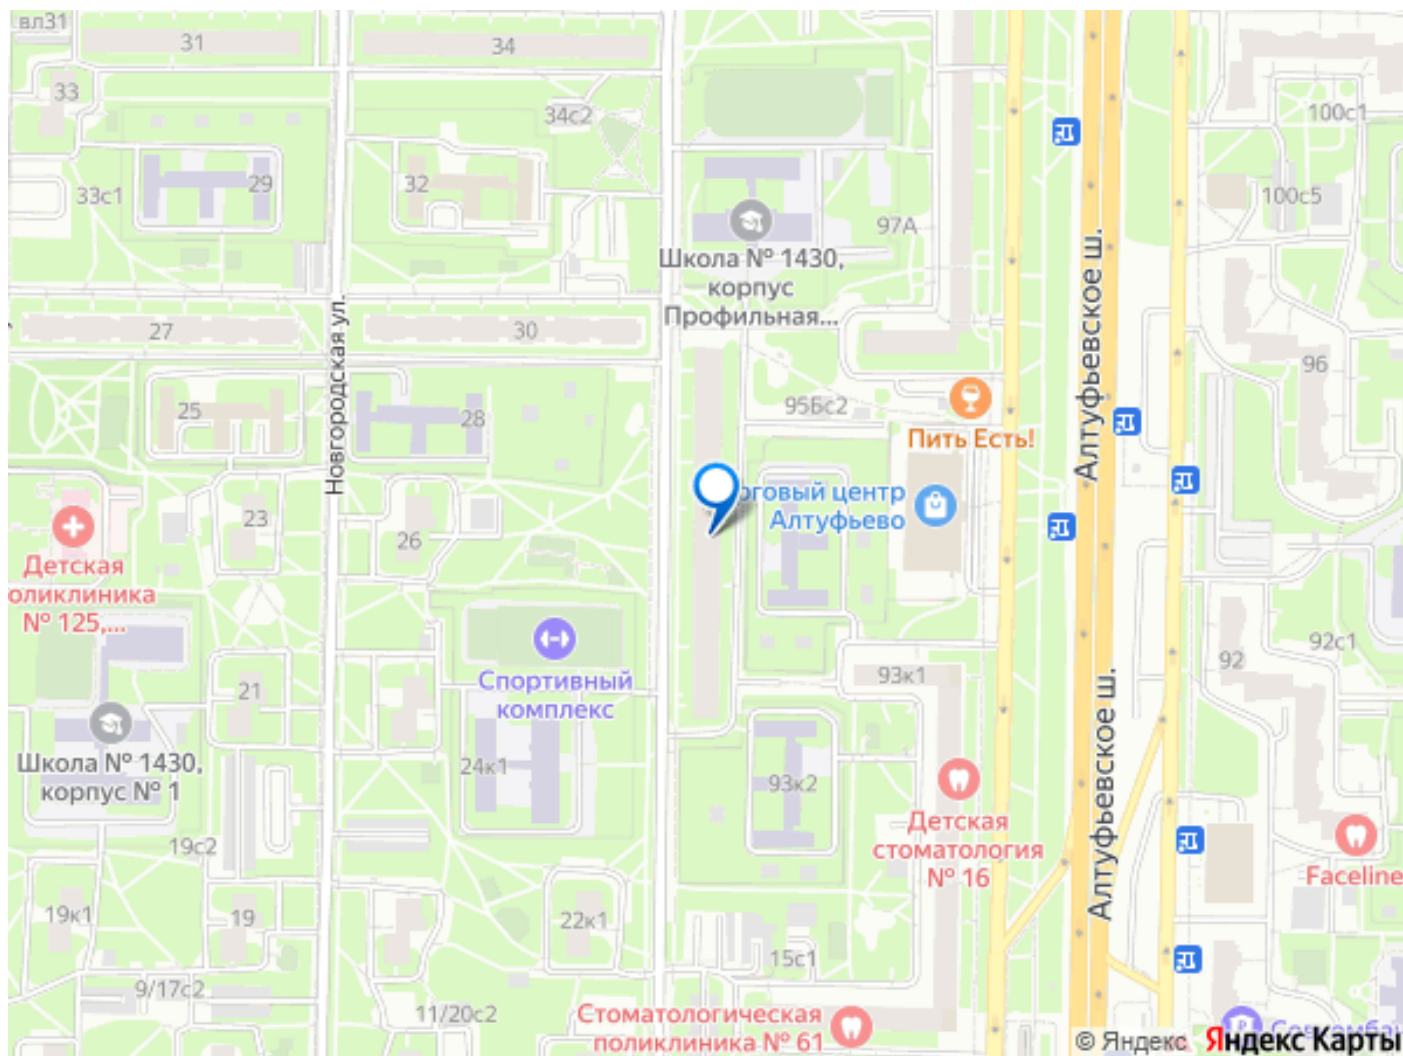 вл31
31
34
33
34с2
100с1
33с1
29
32
97А
100с5
Школа № 1430,
корпус
Профильная...
Алтуфьевское ш.
27
Новгородская ул.
30
96
25
28
95Бс2
Пить Есть!
23
26
орговый центр
Алтуфьево
Детская
поликлиника
№ 125,...
21
Спортивный
комплекс
93к1
92
92с1
Алтуфьевское ш.
Школа № 1430,
корпус № 1
24к1
93к2
19с2
Детская
стоматология
№ 16
Faceline
19к1
19
22к1
15с1
9/17с2
11/20с2
Стоматологическая
поликлиника № 61
© Яндекс Яндекс Карты